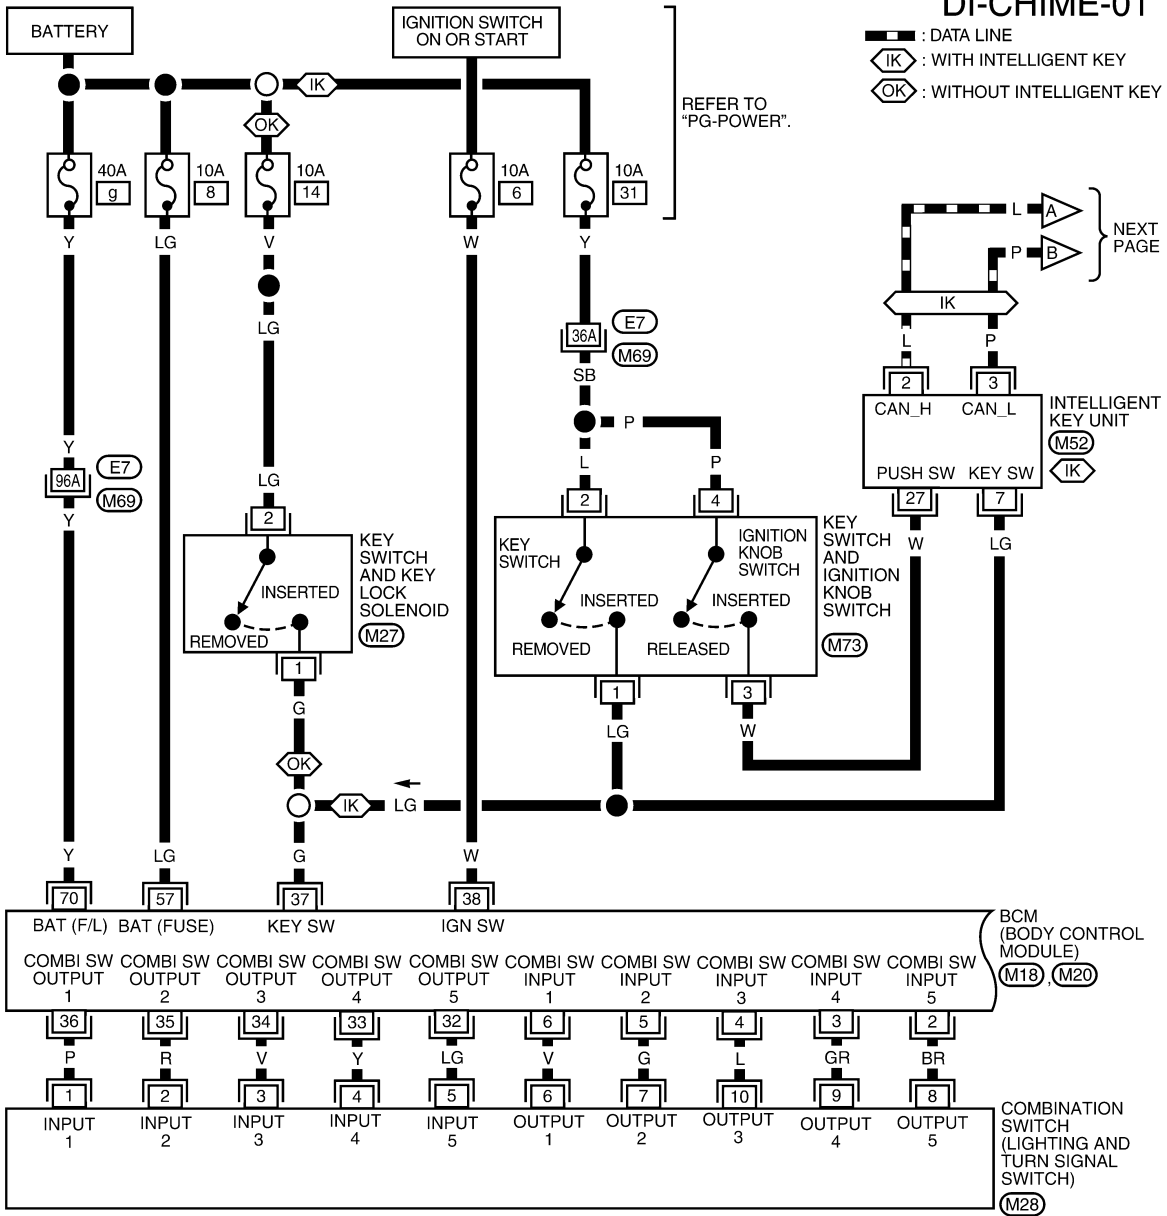 DI-CHIME-01
: DATA LINE
IK : WITH INTELLIGENT KEY
OK : WITHOUT INTELLIGENT KEY
BATTERY
IGNITION SWITCH
ON OR START
IK
OK
REFER TO
"PG-POWER".
40A
g
10A
8
10A
14
10A
6
10A
31
Y
LG
V
W
Y
L
A
P
B
NEXT
PAGE
IK
LG
36A
E7
M69
SB
P
L
P
L
P
2
3
CAN_H
CAN_L
INTELLIGENT
KEY UNIT
M52
IK
PUSH SW
KEY SW
27
7
W
LG
Y
96A
E7
M69
Y
LG
2
KEY
SWITCH
AND KEY
LOCK
SOLENOID
M27
INSERTED
REMOVED
1
G
2
4
KEY
SWITCH
IGNITION
KNOB
SWITCH
INSERTED
INSERTED
REMOVED
RELEASED
KEY
SWITCH
AND
IGNITION
KNOB
SWITCH
M73
1
3
LG
W
OK
IK
LG
Y
LG
G
W
70
57
37
38
BAT (F/L)
BAT (FUSE)
KEY SW
IGN SW
BCM
(BODY CONTROL
MODULE)
M18 , M20
COMBI SW
OUTPUT
1
COMBI SW
OUTPUT
2
COMBI SW
OUTPUT
3
COMBI SW
OUTPUT
4
COMBI SW
OUTPUT
5
COMBI SW
INPUT
1
COMBI SW
INPUT
2
COMBI SW
INPUT
3
COMBI SW
INPUT
4
COMBI SW
INPUT
5
36
35
34
33
32
6
5
4
3
2
P
R
V
Y
LG
V
G
L
GR
BR
1
2
3
4
5
6
7
10
9
8
INPUT
1
INPUT
2
INPUT
3
INPUT
4
INPUT
5
OUTPUT
1
OUTPUT
2
OUTPUT
3
OUTPUT
4
OUTPUT
5
COMBINATION
SWITCH
(LIGHTING AND
TURN SIGNAL
SWITCH)
M28